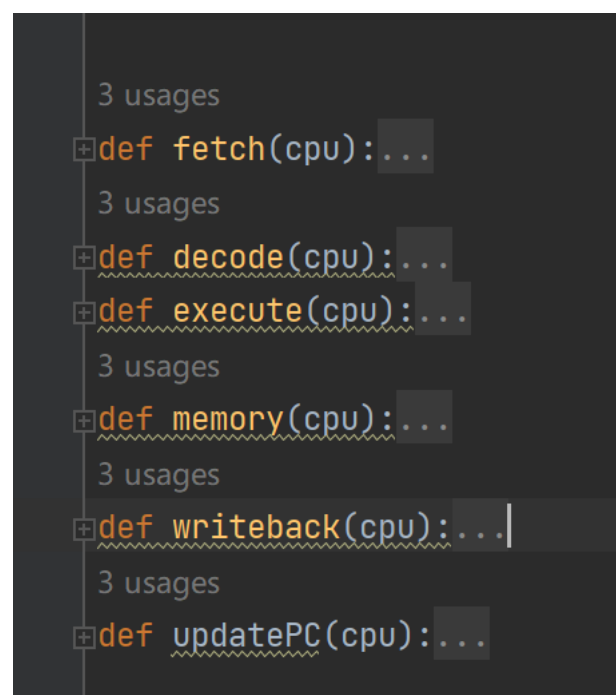 3 usages
def fetch(cpu):...
3 usages
def decode(cpu):...
def execute(cpu):...
3 usages
def memory(cpu):...
3 usages
def writeback(cpu):...
3 usages
def updatePC(cpu):...